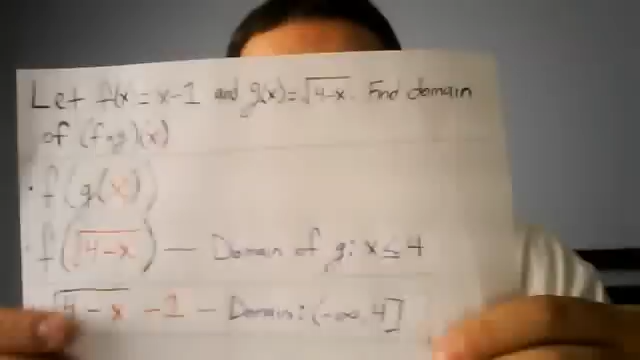 Let f(x = x-1 and g(x)=√4-x. Find domain
of (f∘g)(x)
• f(g(x))
• f(√4-x) — Domain of g: x ≤ 4
√4-x -1 - Domain: (-∞, 4]